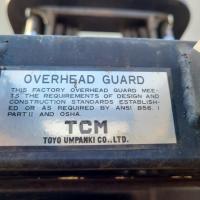 OVERHEAD GUARD
THIS FACTORY OVERHEAD GUARD MEE-
TS THE REQUIREMENTS OF DESIGN AND
CONSTRUCTION STANDARDS ESTABLISH-
ED OR AS REQUIRED BY ANSI B56. I
PART II AND OSHA.
TCM
TOYO UMPANKI CO.,LTD.